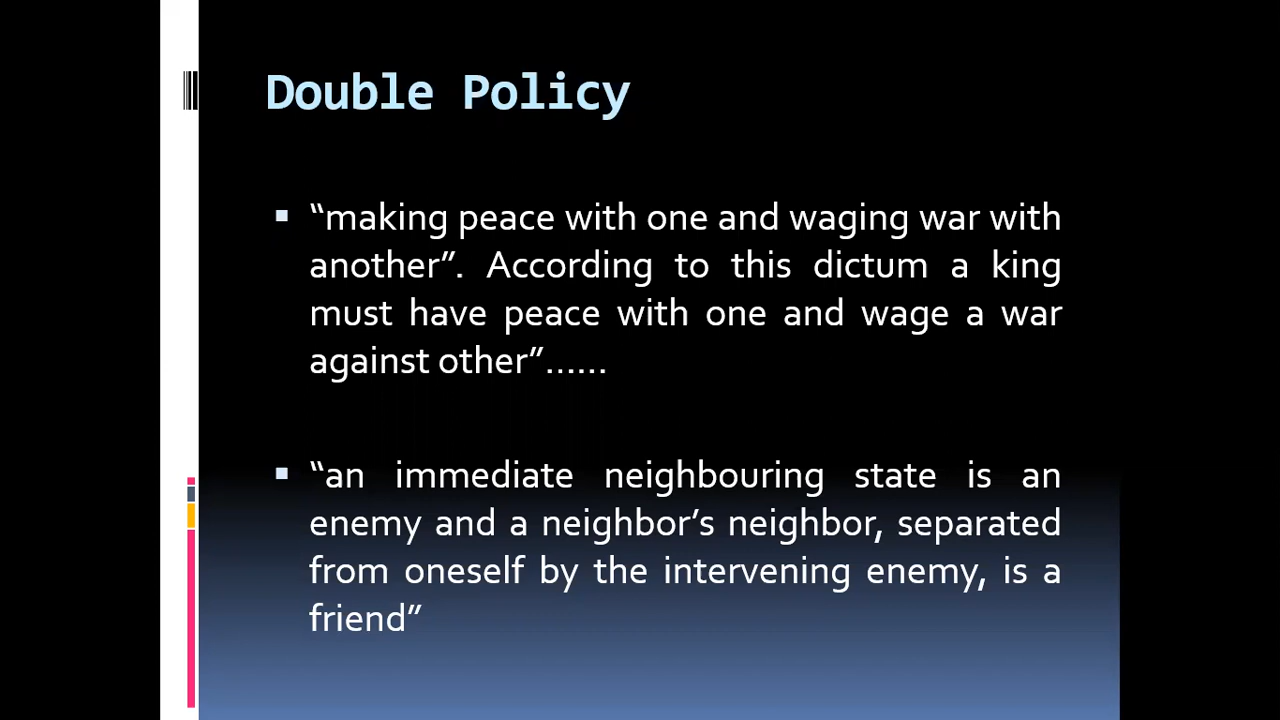 Double Policy
“making peace with one and waging war with
another”. According to this dictum a king
must have peace with one and wage a war
against other”......
“an immediate neighbouring state is an
enemy and a neighbor’s neighbor, separated
from oneself by the intervening enemy, is a
friend”